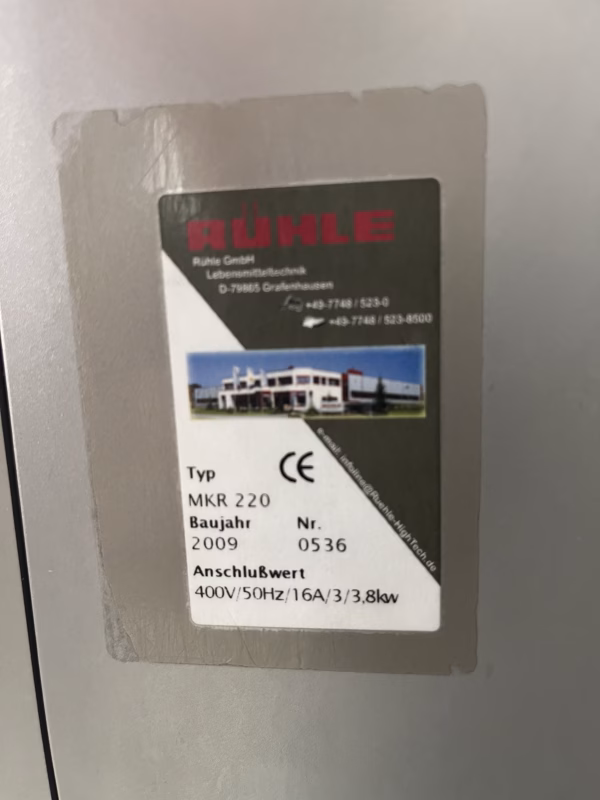 RÜHLE
Rühle GmbH
Lebensmitteltechnik
D-79865 Grafenhausen
+49-7748 / 523-0
+49-7748 / 523-8500
e-mail: infoline@Ruehle-HighTech.de
Typ CE
MKR 220
Baujahr Nr.
2009 0536
Anschlußwert
400V/50Hz/16A/3/3,8kw